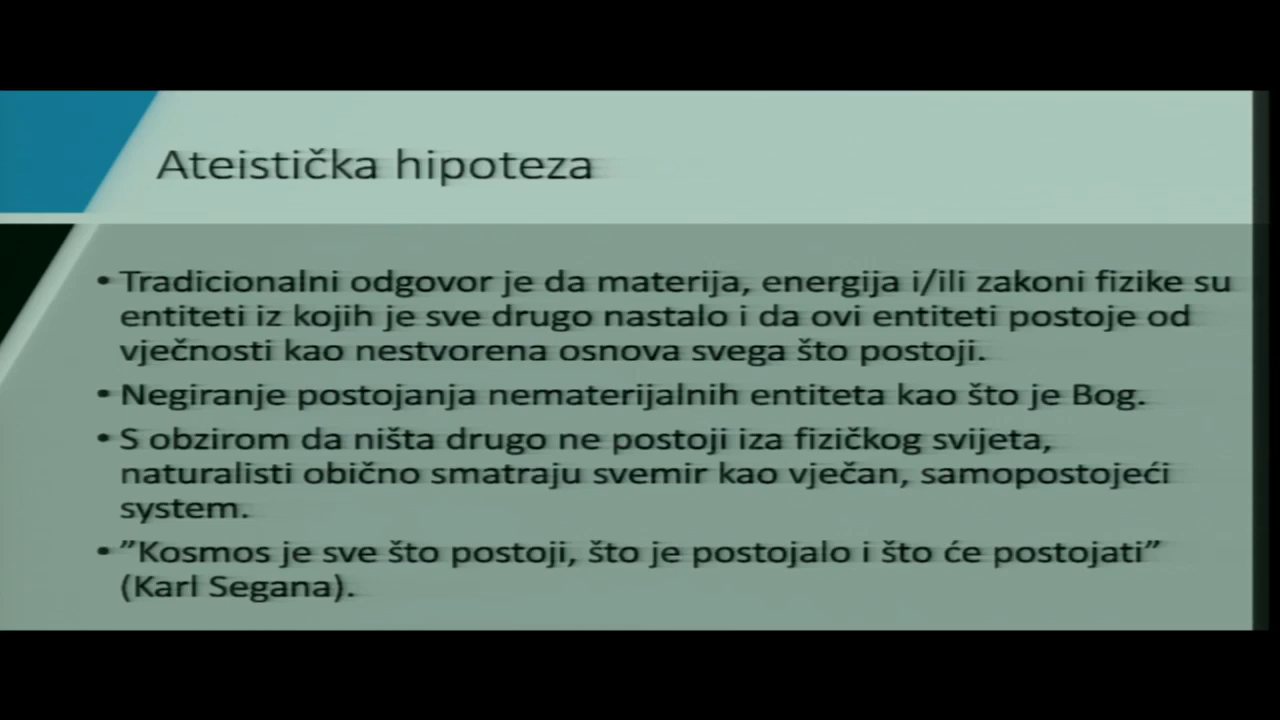 Ateistička hipoteza
• Tradicionalni odgovor je da materija, energija i/ili zakoni fizike su
entiteti iz kojih je sve drugo nastalo i da ovi entiteti postoje od
vječnosti kao nestvorena osnova svega što postoji.
• Negiranje postojanja nematerijalnih entiteta kao što je Bog.
• S obzirom da ništa drugo ne postoji iza fizičkog svijeta,
naturalisti obično smatraju svemir kao vječan, samopostojeći
system.
• ”Kosmos je sve što postoji, što je postojalo i što će postojati”
(Karl Segana).